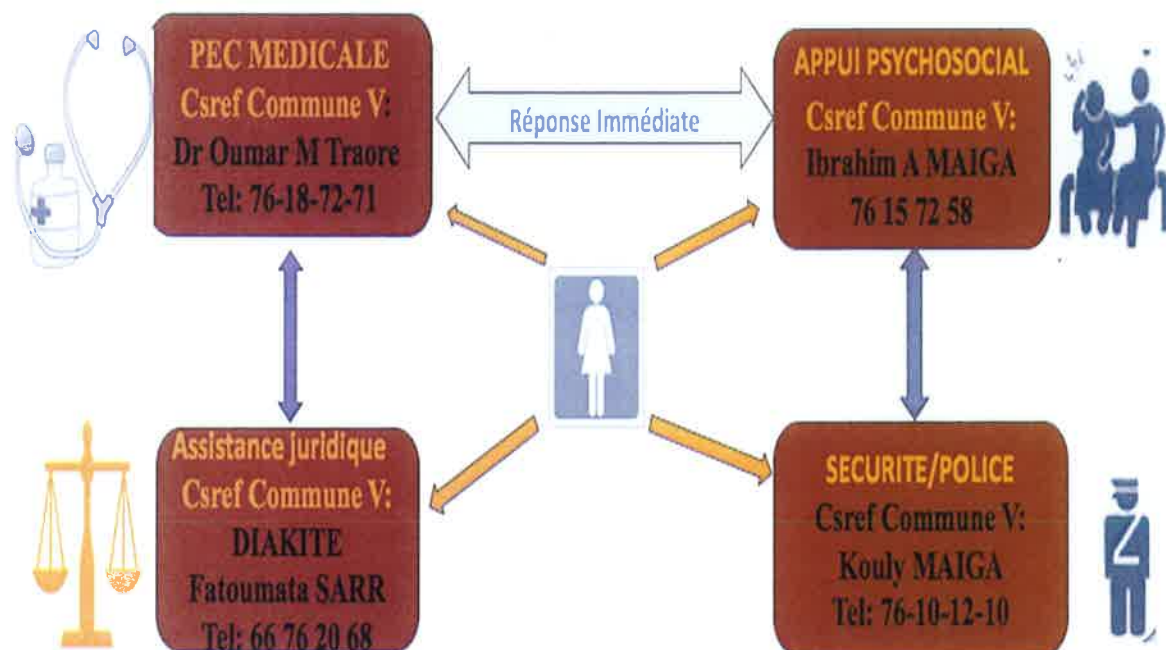 PEC MEDICALE
Csref Commune V:
Dr Oumar M Traore
Tel: 76-18-72-71
Réponse Immédiate
APPUI PSYCHOSOCIAL
Csref Commune V:
Ibrahim A MAIGA
76 15 72 58
Assistance juridique
Csref Commune V:
DIAKITE
Fatoumata SARR
Tel: 66 76 20 68
SECURITE/POLICE
Csref Commune V:
Kouly MAIGA
Tel: 76-10-12-10